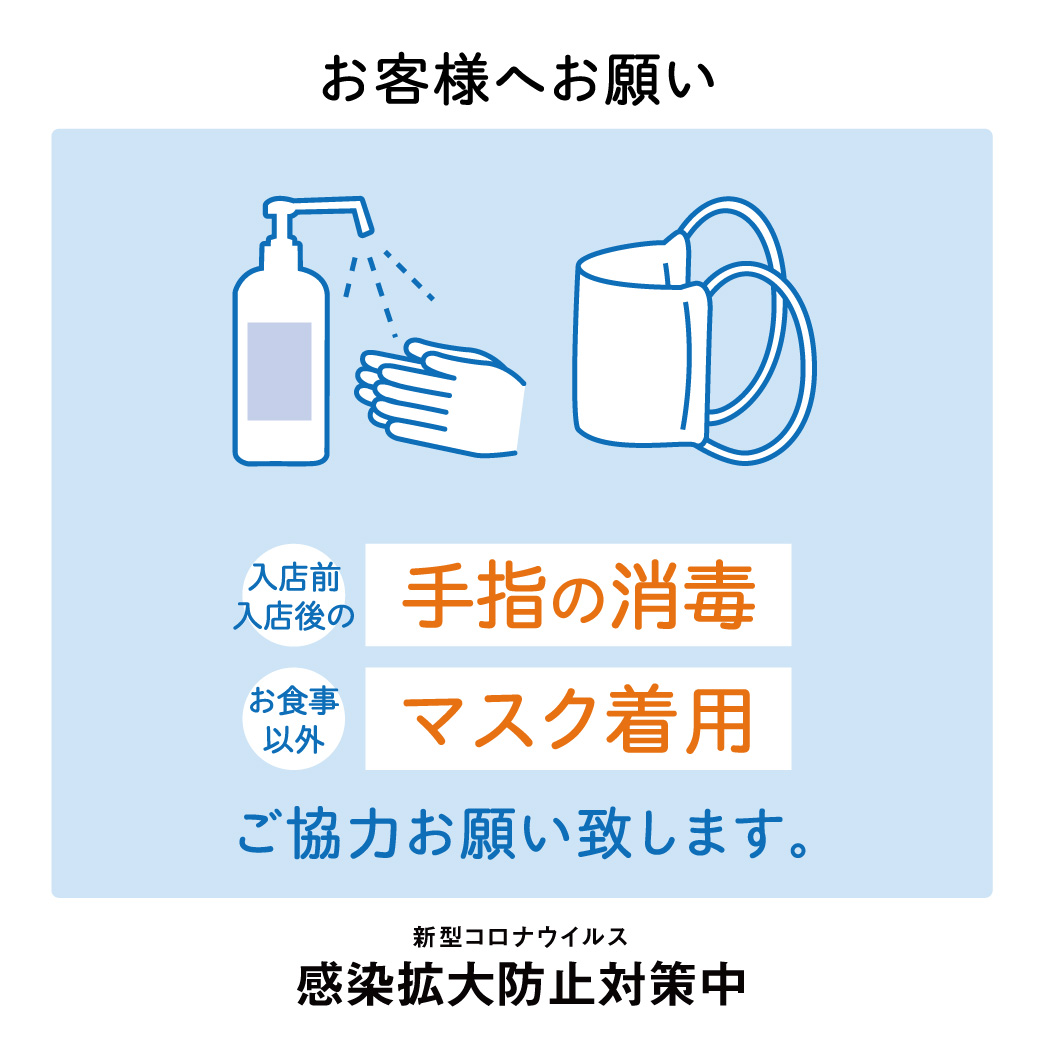 お客様へお願い
入店前
入店後の
手指の消毒
お食事
以外
マスク着用
ご協力お願い致します。
新型コロナウイルス
感染拡大防止対策中